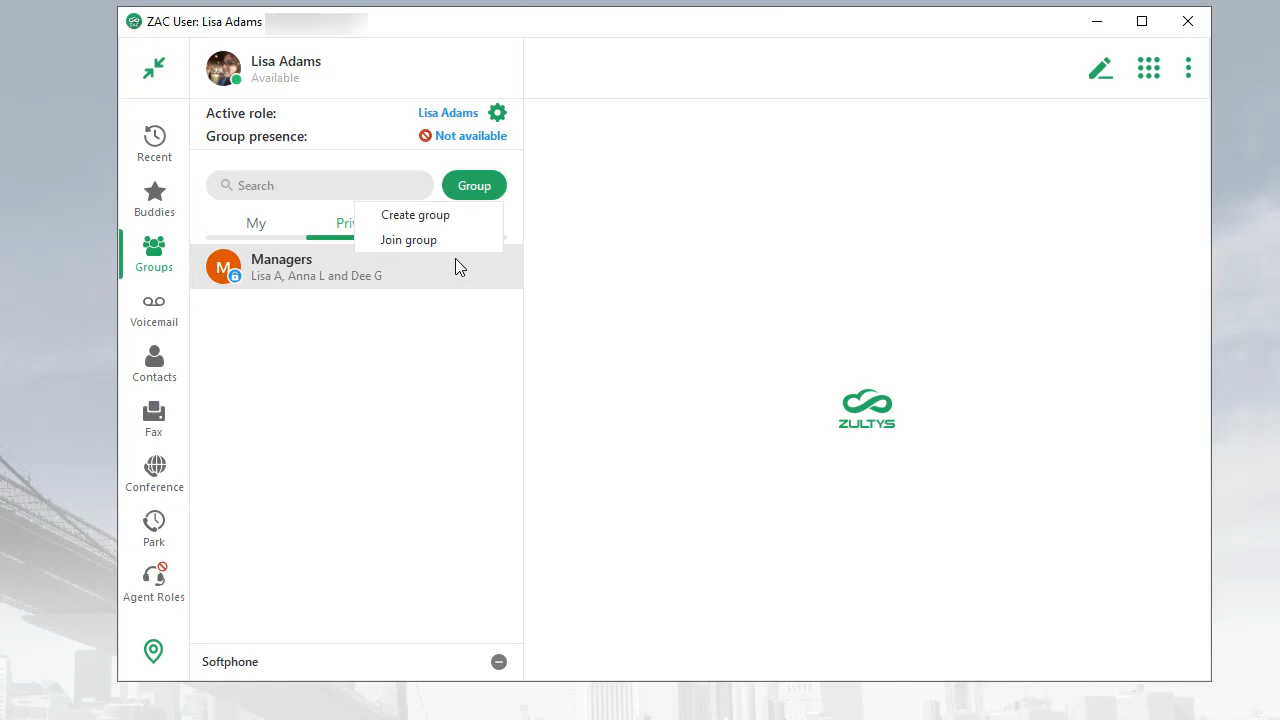 ZAC User: Lisa Adams
Lisa Adams
Available
Active role: Lisa Adams
Group presence: Not available
Search
Group
My
Create group
Join group
M
Managers
Lisa A, Anna L and Dee G
Recent
Buddies
Groups
Voicemail
Contacts
Fax
Conference
Park
Agent Roles
Softphone
ZULTYS